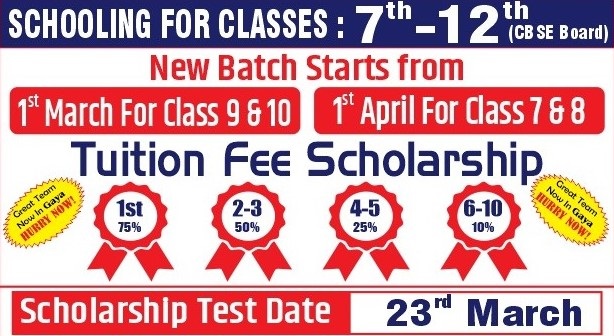 SCHOOLING FOR CLASSES : 7th-12th (CBSE Board)
New Batch Starts from
1st March For Class 9 & 10
1st April For Class 7 & 8
Tuition Fee Scholarship
Great Team
Now In Gaya
HURRY NOW!
1st
75%
2-3
50%
4-5
25%
6-10
10%
Great Team
Now In Gaya
HURRY NOW!
Scholarship Test Date
23rd March